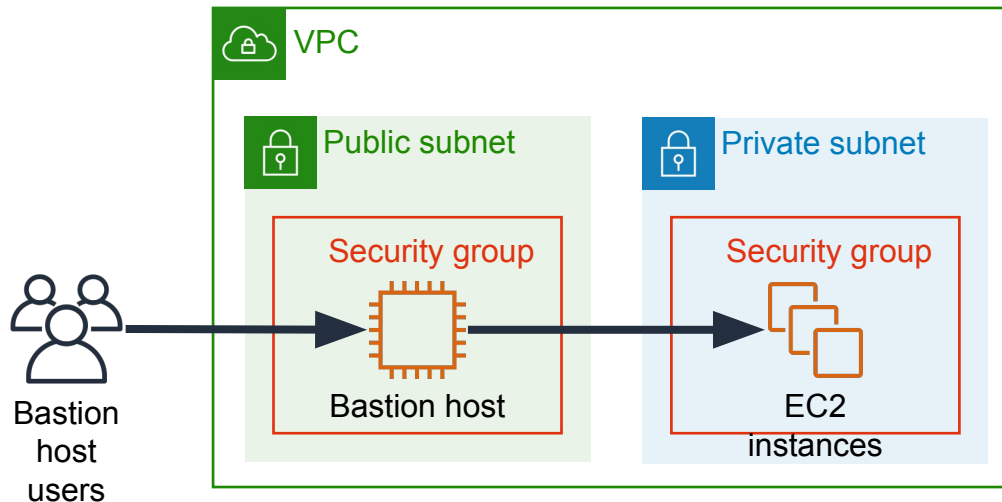 VPC
Public subnet
Private subnet
Security group
Security group
Bastion host
EC2
instances
Bastion
host
users